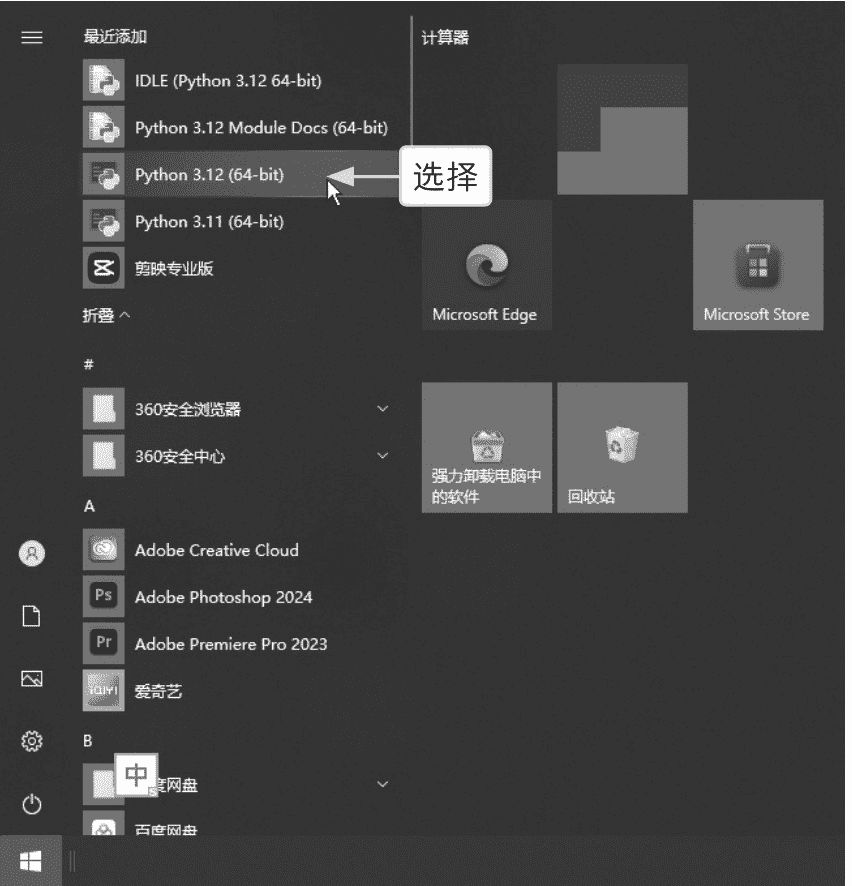 最近添加
IDLE (Python 3.12 64-bit)
Python 3.12 Module Docs (64-bit)
Python 3.12 (64-bit)
Python 3.11 (64-bit)
剪映专业版
折叠
#
360安全浏览器
360安全中心
A
Adobe Creative Cloud
Ps
Adobe Photoshop 2024
Pr
Adobe Premiere Pro 2023
iQIYI
爱奇艺
B
中
度网盘
百度网盘
计算器
选择
Microsoft Edge
Microsoft Store
强力卸载电脑中
的软件
回收站